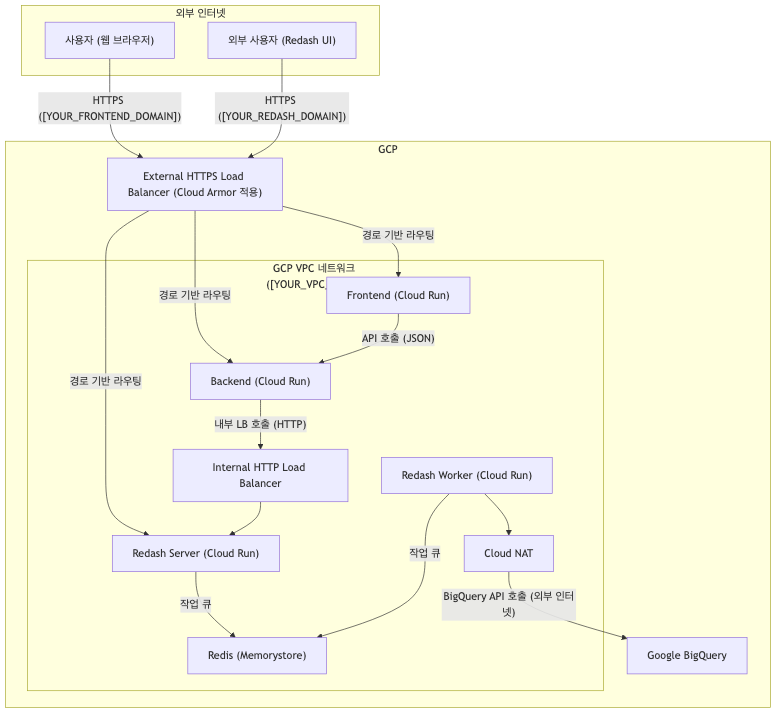 외부 인터넷
사용자 (웹 브라우저)
외부 사용자 (Redash UI)
HTTPS
([YOUR_FRONTEND_DOMAIN])
HTTPS
([YOUR_REDASH_DOMAIN])
GCP
External HTTPS Load
Balancer (Cloud Armor 적용)
경로 기반 라우팅
GCP VPC 네트워크
([YOUR_VPC_
Frontend (Cloud Run)
경로 기반 라우팅
API 호출 (JSON)
경로 기반 라우팅
Backend (Cloud Run)
내부 LB 호출 (HTTP)
Internal HTTP Load
Balancer
Redash Worker (Cloud Run)
Redash Server (Cloud Run)
작업 큐
Cloud NAT
작업 큐
BigQuery API 호출 (외부 인터
넷)
Redis (Memorystore)
Google BigQuery